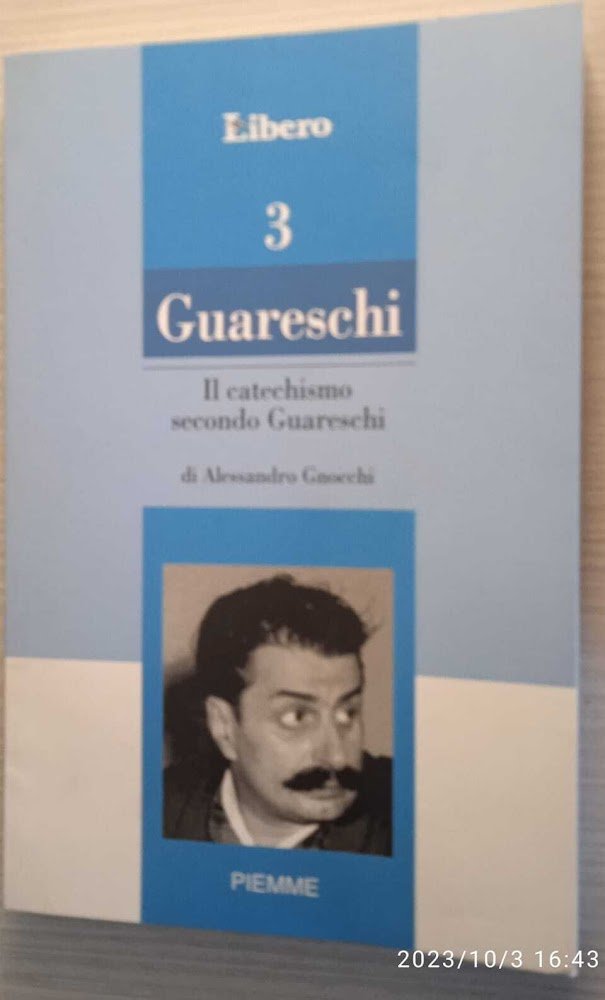 Libero
3
Guareschi
Il catechismo
secondo Guareschi
di Alessandro Gnocchi
PIEMME
2023/10/3 16:43